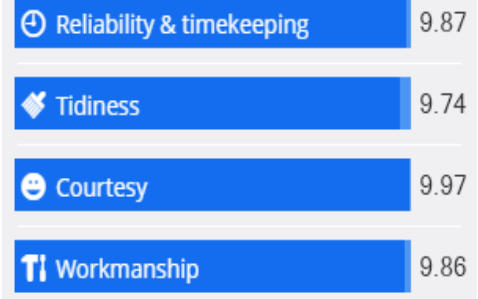 Reliability & timekeeping 9.87
Tidiness 9.74
Courtesy 9.97
Workmanship 9.86